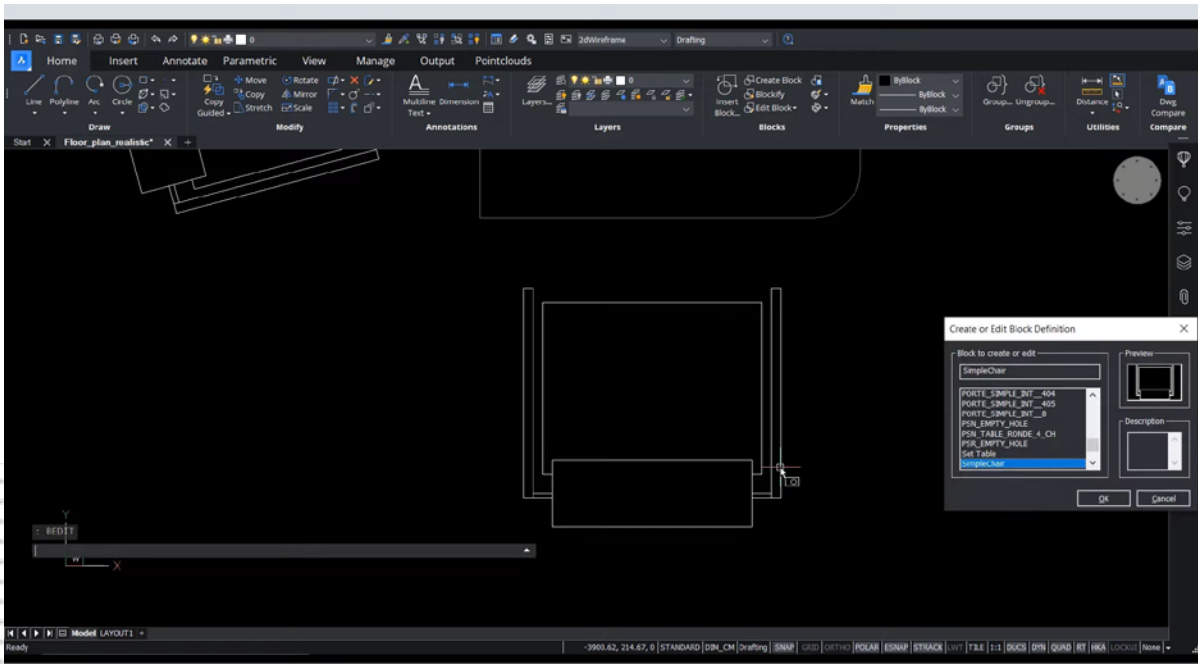 0
2dWireframe
Drafting
Home Insert Annotate Parametric View Manage Output Pointclouds
Line Polyline Arc Circle
Draw
Copy Guided
Move Rotate
Copy Mirror
Stretch Scale
Modify
Multiline Text
Dimension
Annotations
Layers...
0
Layers
Insert Block...
Create Block
Blockify
Edit Block
Blocks
Match
ByBlock
ByBlock
ByBlock
Properties
Group... Ungroup...
Groups
Distance
Utilities
Dwg Compare
Compare
Start Floor_plan_realistic*
Create or Edit Block Definition
Block to create or edit
SimpleChair
PORTE_SIMPLE_INT__404
PORTE_SIMPLE_INT__405
PORTE_SIMPLE_INT__B
PSN_EMPTY_HOLE
PSN_TABLE_RONDE_4_CH
PSR_EMPTY_HOLE
Set Table
SimpleChair
Preview
Description
OK Cancel
Y
: BEDIT
W
X
Model LAYOUT1 +
Ready
-3900.62, 214.67, 0 STANDARD DIM_CM Drafting SNAP GRID ORTHO POLAR ESNAP STRACK LWT TILE 1:1 DUCS DYN QUAD RT HKA LOCKUI None